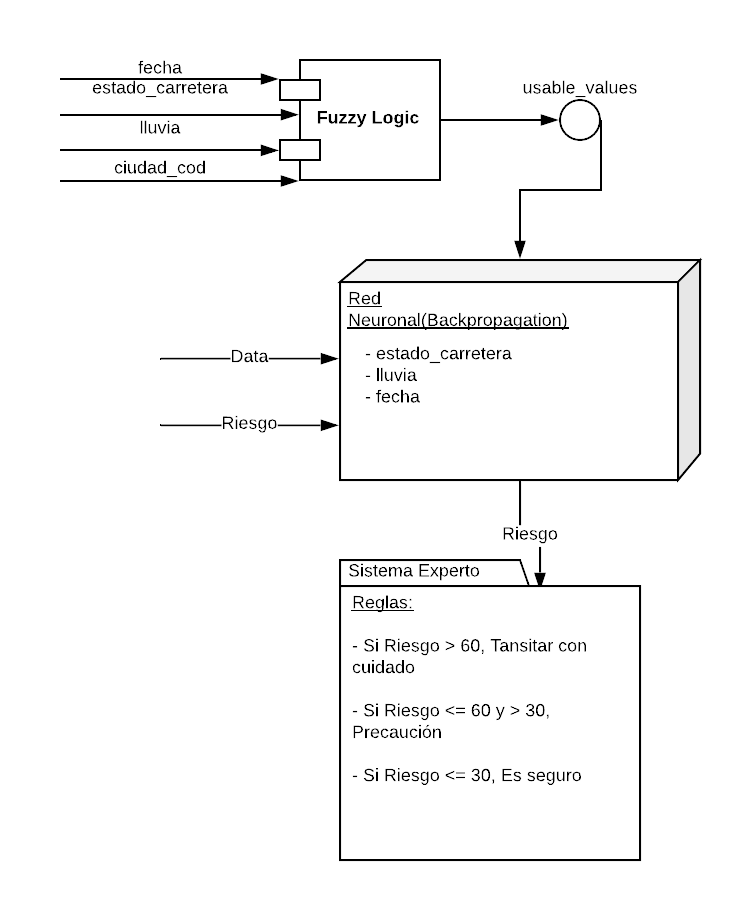 fecha
estado_carretera
lluvia
ciudad_cod
Fuzzy Logic
usable_values
Red
Neuronal(Backpropagation)
- estado_carretera
- lluvia
- fecha
Data
Riesgo
Riesgo
Sistema Experto
Reglas:
- Si Riesgo > 60, Tansitar con
cuidado
- Si Riesgo <= 60 y > 30,
Precaución
- Si Riesgo <= 30, Es seguro